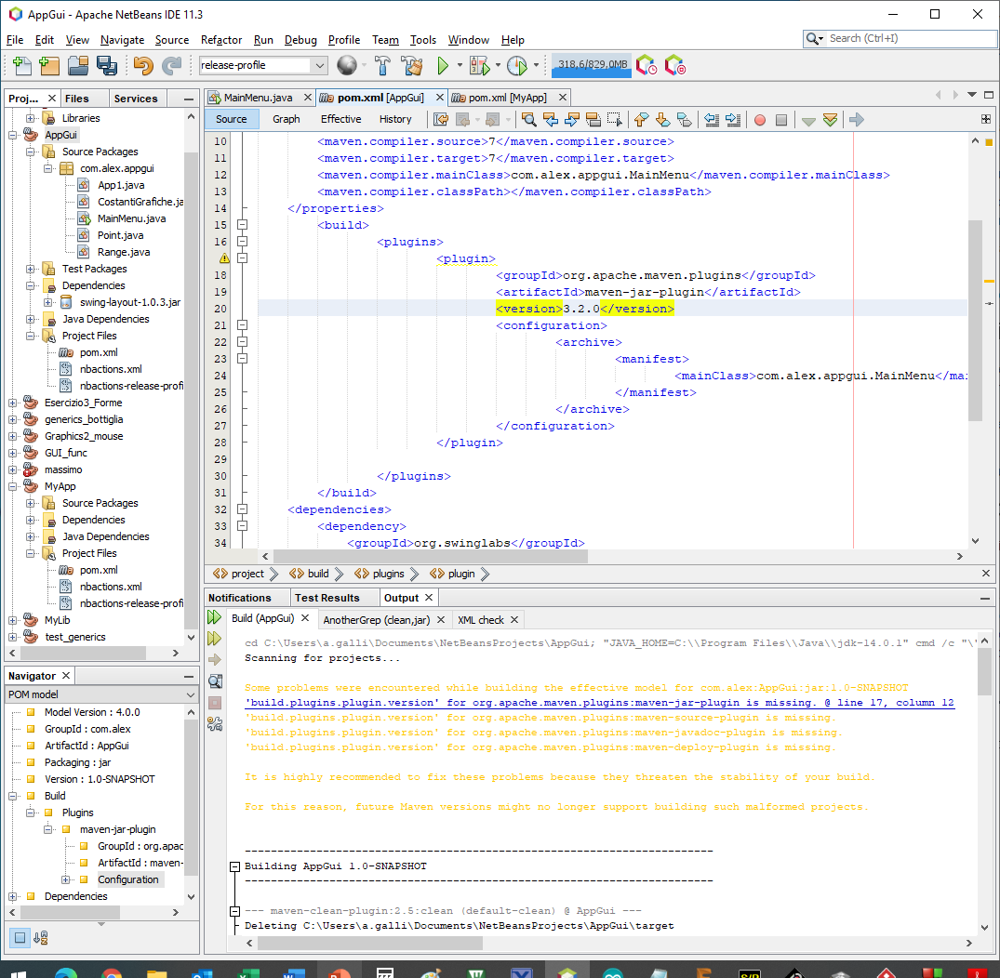 AppGui - Apache NetBeans IDE 11.3
File Edit View Navigate Source Refactor Run Debug Profile Team Tools Window Help
Search (Ctrl+I)
release-profile
318,6/829,0MB
Proj... Files Services
Libraries
AppGui
Source Packages
com.alex.appgui
App1.java
CostantiGrafiche.ja
MainMenu.java
Point.java
Range.java
Test Packages
Dependencies
swing-layout-1.0.3.jar
Java Dependencies
Project Files
pom.xml
nbactions.xml
nbactions-release-profi
Esercizio3_Forme
generics_bottiglia
Graphics2_mouse
GUI_func
massimo
MyApp
Source Packages
Dependencies
Java Dependencies
Project Files
pom.xml
nbactions.xml
nbactions-release-profi
MyLib
test_generics
Navigator
POM model
Model Version : 4.0.0
GroupId : com.alex
ArtifactId : AppGui
Packaging : jar
Version : 1.0-SNAPSHOT
Build
Plugins
maven-jar-plugin
GroupId : org.apac
ArtifactId : maven-
Configuration
Dependencies
MainMenu.java pom.xml [AppGui] pom.xml [MyApp]
Source Graph Effective History
10 <maven.compiler.source>7</maven.compiler.source>
11 <maven.compiler.target>7</maven.compiler.target>
12 <maven.compiler.mainClass>com.alex.appgui.MainMenu</maven.compiler.mainClass>
13 <maven.compiler.classPath></maven.compiler.classPath>
14 </properties>
15 <build>
16 <plugins>
<plugin>
18 <groupId>org.apache.maven.plugins</groupId>
19 <artifactId>maven-jar-plugin</artifactId>
20 <version>3.2.0</version>
21 <configuration>
22 <archive>
23 <manifest>
24 <mainClass>com.alex.appgui.MainMenu</mai
25 </manifest>
26 </archive>
27 </configuration>
28 </plugin>
29
30 </plugins>
31 </build>
32 <dependencies>
33 <dependency>
34 <groupId>org.swinglabs</groupId>
project build plugins plugin
Notifications Test Results Output
Build (AppGui) AnotherGrep (clean,jar) XML check
cd C:\Users\a.galli\Documents\NetBeansProjects\AppGui; "JAVA_HOME=C:\\Program Files\\Java\\jdk-14.0.1" cmd /c "\'
Scanning for projects...
Some problems were encountered while building the effective model for com.alex:AppGui:jar:1.0-SNAPSHOT
'build.plugins.plugin.version' for org.apache.maven.plugins:maven-jar-plugin is missing. @ line 17, column 12
'build.plugins.plugin.version' for org.apache.maven.plugins:maven-source-plugin is missing.
'build.plugins.plugin.version' for org.apache.maven.plugins:maven-javadoc-plugin is missing.
'build.plugins.plugin.version' for org.apache.maven.plugins:maven-deploy-plugin is missing.
It is highly recommended to fix these problems because they threaten the stability of your build.
For this reason, future Maven versions might no longer support building such malformed projects.
------------------------------------------------------------------------
Building AppGui 1.0-SNAPSHOT
------------------------------------------------------------------------
--- maven-clean-plugin:2.5:clean (default-clean) @ AppGui ---
Deleting C:\Users\a.galli\Documents\NetBeansProjects\AppGui\target